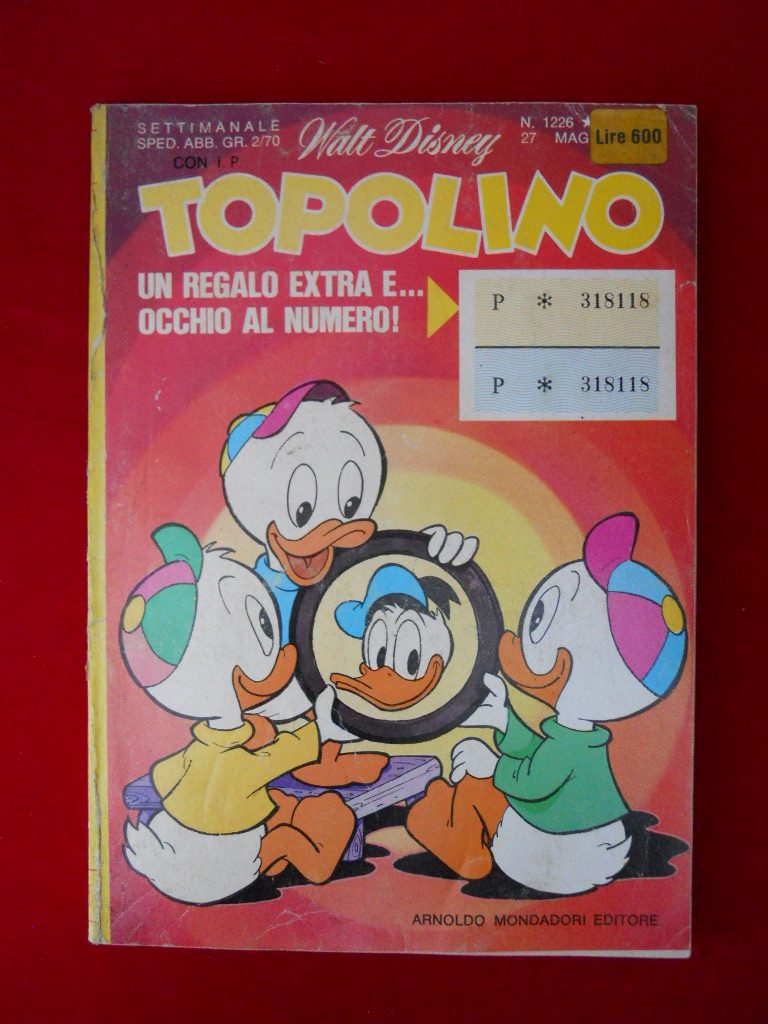 SETTIMANALE
SPED. ABB. GR. 2/70
CON I.P
Walt Disney
N. 1226 ★
27 MAG
Lire 600
TOPOLINO
UN REGALO EXTRA E...
OCCHIO AL NUMERO!
P * 318118
P * 318118
ARNOLDO MONDADORI EDITORE